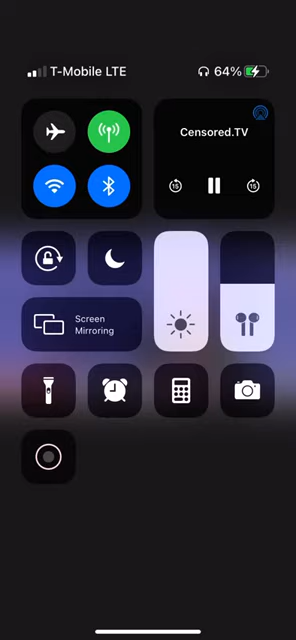 T-Mobile LTE 64%
Censored.TV
15 15
Screen
Mirroring